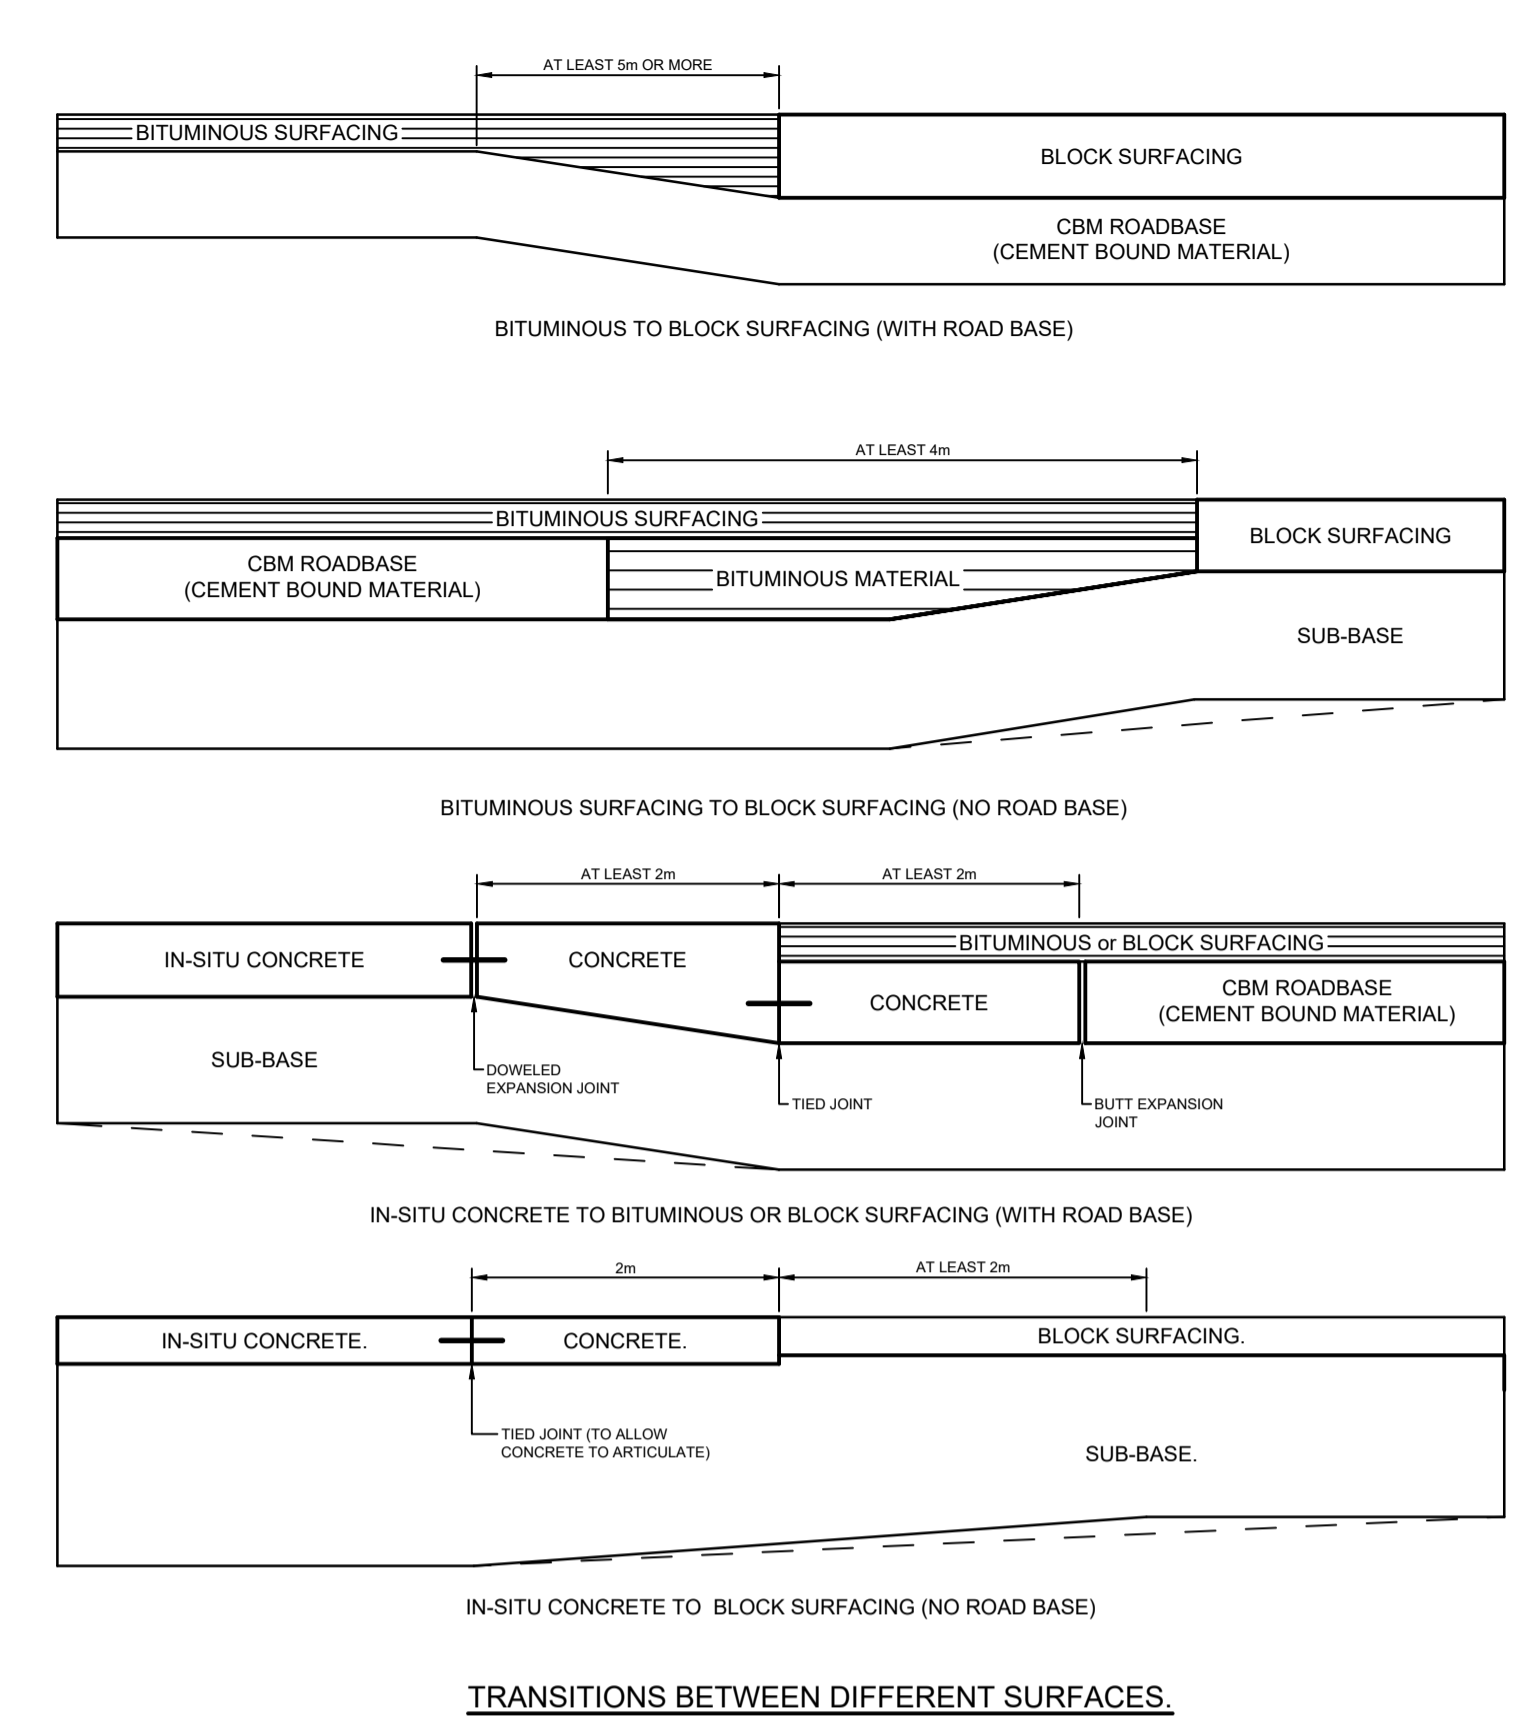 AT LEAST 5m OR MORE
BITUMINOUS SURFACING
BLOCK SURFACING
CBM ROADBASE
(CEMENT BOUND MATERIAL)
BITUMINOUS TO BLOCK SURFACING (WITH ROAD BASE)
AT LEAST 4m
BITUMINOUS SURFACING
BLOCK SURFACING
CBM ROADBASE
(CEMENT BOUND MATERIAL)
BITUMINOUS MATERIAL
SUB-BASE
BITUMINOUS SURFACING TO BLOCK SURFACING (NO ROAD BASE)
AT LEAST 2m
AT LEAST 2m
IN-SITU CONCRETE
CONCRETE
BITUMINOUS or BLOCK SURFACING
CONCRETE
CBM ROADBASE
(CEMENT BOUND MATERIAL)
SUB-BASE
DOWELED
EXPANSION JOINT
TIED JOINT
BUTT EXPANSION
JOINT
IN-SITU CONCRETE TO BITUMINOUS OR BLOCK SURFACING (WITH ROAD BASE)
2m
AT LEAST 2m
IN-SITU CONCRETE.
CONCRETE.
BLOCK SURFACING.
TIED JOINT (TO ALLOW
CONCRETE TO ARTICULATE)
SUB-BASE.
IN-SITU CONCRETE TO BLOCK SURFACING (NO ROAD BASE)
TRANSITIONS BETWEEN DIFFERENT SURFACES.